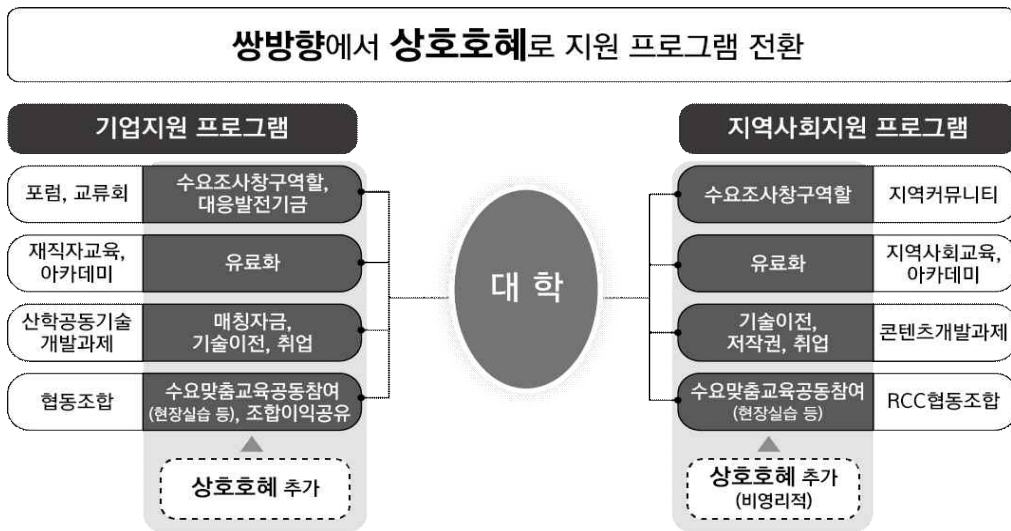 쌍방향에서 상호호혜로 지원 프로그램 전환
기업지원 프로그램
포럼, 교류회
수요조사창구역할,
대응발전기금
재직자교육,
아카데미
유료화
산학공동기술
개발과제
매칭자금,
기술이전, 취업
협동조합
수요맞춤교육공동참여
(현장실습 등), 조합이익공유
상호호혜 추가
대학
지역사회지원 프로그램
수요조사창구역할
지역커뮤니티
유료화
지역사회교육,
아카데미
기술이전,
저작권, 취업
콘텐츠개발과제
수요맞춤교육공동참여
(현장실습 등)
RCC협동조합
상호호혜 추가
(비영리적)